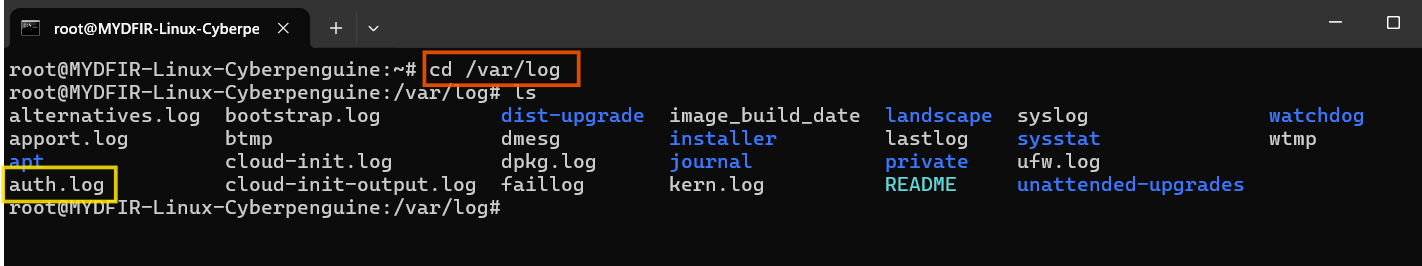 root@MYDFIR-Linux-Cyberpe
root@MYDFIR-Linux-Cyberpenguine:~# cd /var/log
root@MYDFIR-Linux-Cyberpenguine:/var/log# ls
alternatives.log bootstrap.log dist-upgrade image_build_date landscape syslog watchdog
apport.log btmp dmesg installer lastlog sysstat wtmp
apt cloud-init.log dpkg.log journal private ufw.log
auth.log cloud-init-output.log faillog kern.log README unattended-upgrades
root@MYDFIR-Linux-Cyberpenguine:/var/log#